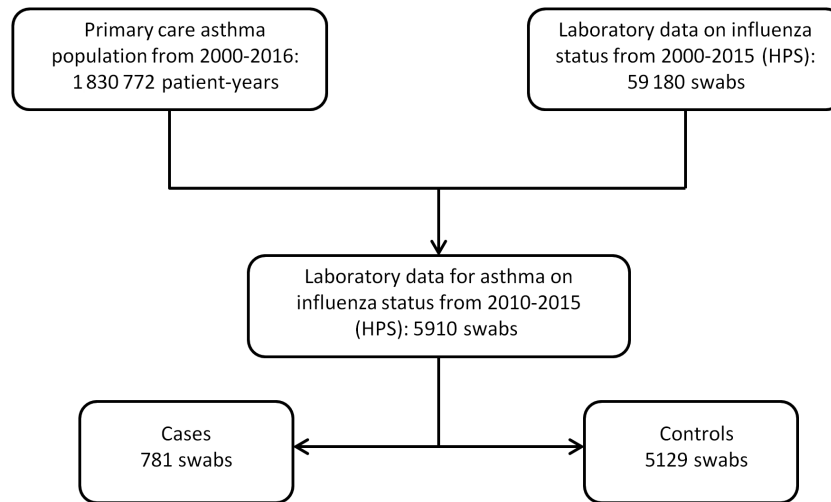 Primary care asthma
population from 2000-2016:
1 830 772 patient-years
Laboratory data on influenza
status from 2000-2015 (HPS):
59 180 swabs
Laboratory data for asthma on
influenza status from 2010-2015
(HPS): 5910 swabs
Cases
781 swabs
Controls
5129 swabs